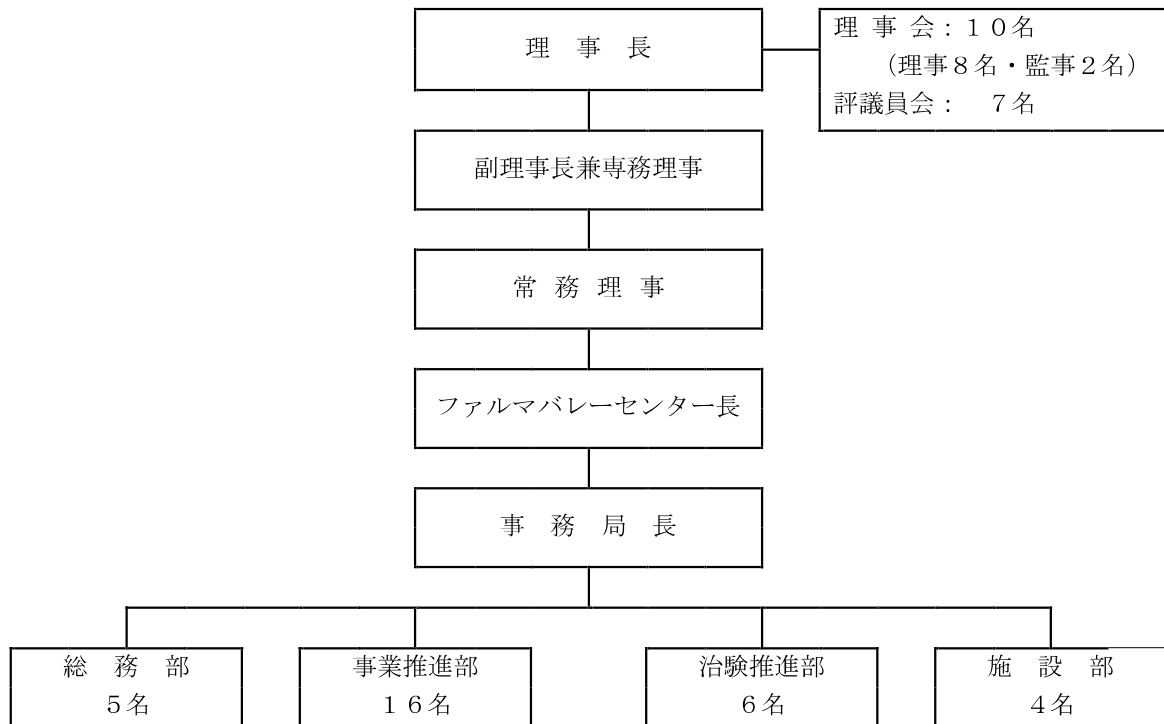 理　事　長
理 事 会：１０名
（理事８名・監事２名）
評議員会：　７名
副理事長兼専務理事
常 務 理 事
ファルマバレーセンター長
事　務　局　長
総　務　部
５名
事業推進部
１６名
治験推進部
６名
施　設　部
４名